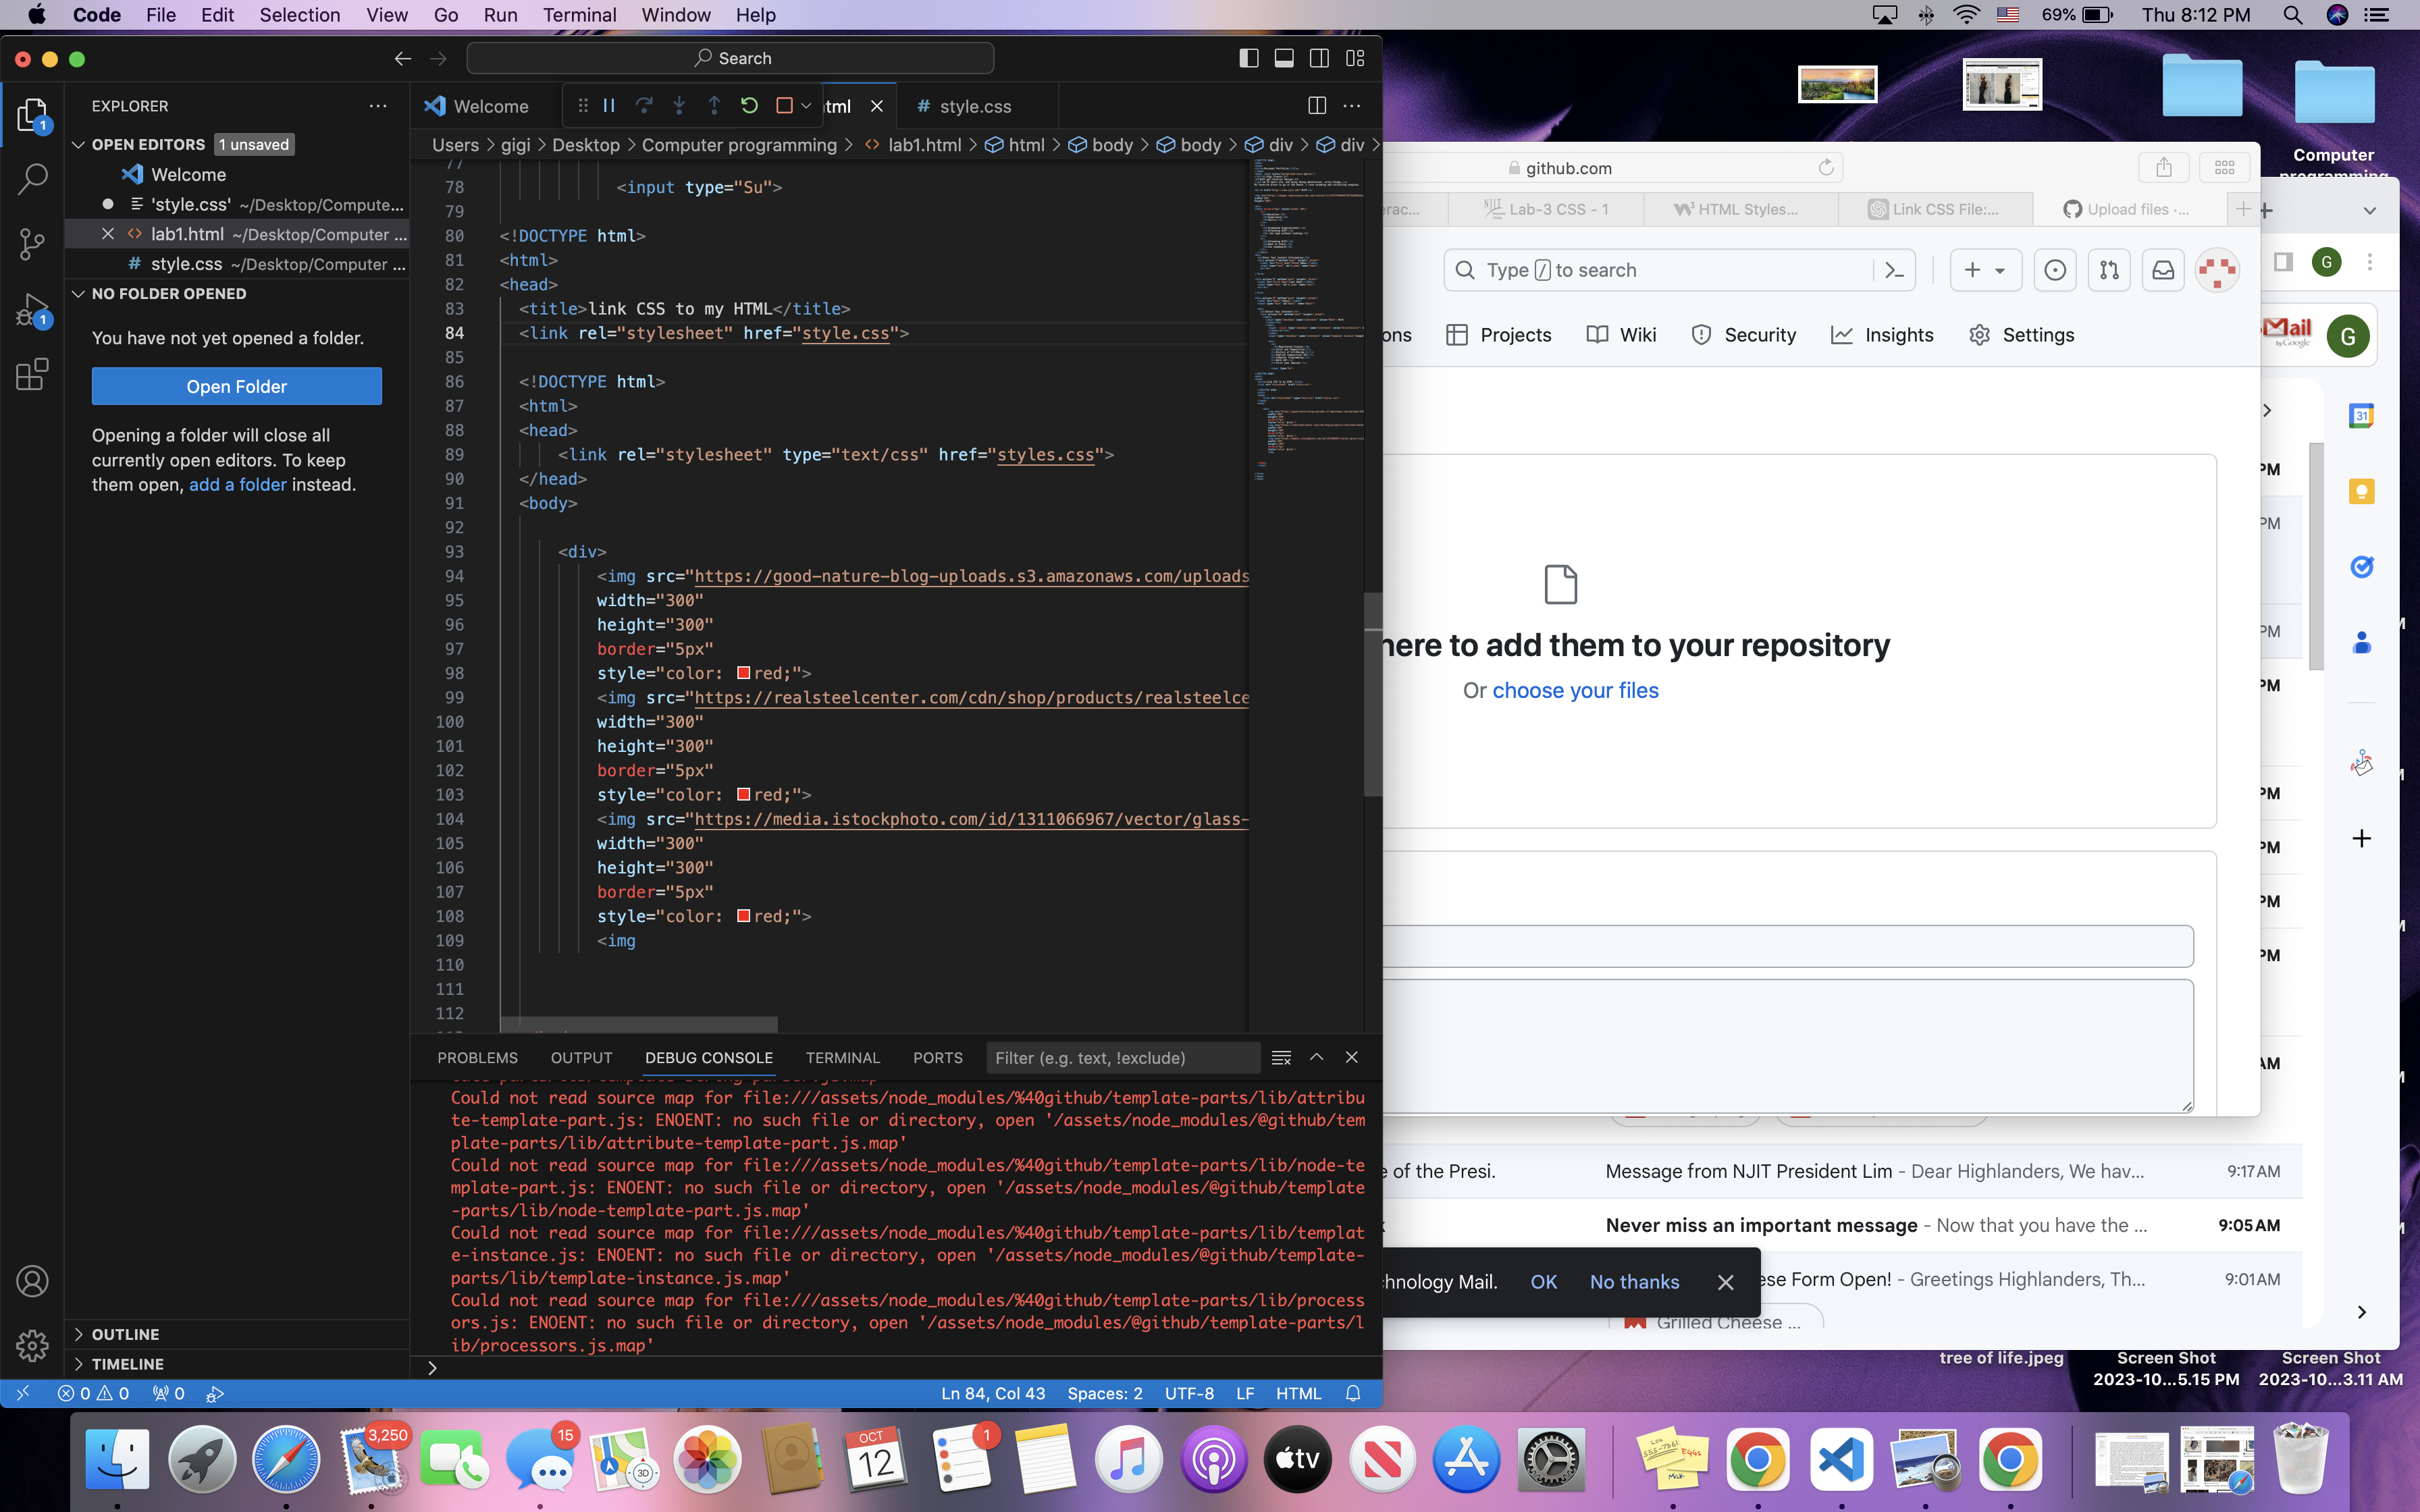 Code File Edit Selection View Go Run Terminal Window Help
69% Thu 8:12 PM
Search
EXPLORER
OPEN EDITORS 1 unsaved
Welcome
'style.css' ~/Desktop/Compute...
lab1.html ~/Desktop/Computer ...
style.css ~/Desktop/Computer ...
NO FOLDER OPENED
You have not yet opened a folder.
Open Folder
Opening a folder will close all
currently open editors. To keep
them open, add a folder instead.
OUTLINE
TIMELINE
1
1
Welcome tml # style.css
Users > gigi > Desktop > Computer programming > <> lab1.html > html > body > body > div > div >
77
78 <input type="Su">
79
80 <!DOCTYPE html>
81 <html>
82 <head>
83 <title>link CSS to my HTML</title>
84 <link rel="stylesheet" href="style.css">
85
86 <!DOCTYPE html>
87 <html>
88 <head>
89 <link rel="stylesheet" type="text/css" href="styles.css">
90 </head>
91 <body>
92
93 <div>
94 <img src="https://good-nature-blog-uploads.s3.amazonaws.com/uploads
95 width="300"
96 height="300"
97 border="5px"
98 style="color: red;">
99 <img src="https://realsteelcenter.com/cdn/shop/products/realsteelce
100 width="300"
101 height="300"
102 border="5px"
103 style="color: red;">
104 <img src="https://media.istockphoto.com/id/1311066967/vector/glass-
105 width="300"
106 height="300"
107 border="5px"
108 style="color: red;">
109 <img
110
111
112
PROBLEMS OUTPUT DEBUG CONSOLE TERMINAL PORTS Filter (e.g. text, !exclude)
Could not read source map for file:///assets/node_modules/%40github/template-parts/lib/attribu
te-template-part.js: ENOENT: no such file or directory, open '/assets/node_modules/@github/tem
plate-parts/lib/attribute-template-part.js.map'
Could not read source map for file:///assets/node_modules/%40github/template-parts/lib/node-te
mplate-part.js: ENOENT: no such file or directory, open '/assets/node_modules/@github/template
-parts/lib/node-template-part.js.map'
Could not read source map for file:///assets/node_modules/%40github/template-parts/lib/templat
e-instance.js: ENOENT: no such file or directory, open '/assets/node_modules/@github/template-
parts/lib/template-instance.js.map'
Could not read source map for file:///assets/node_modules/%40github/template-parts/lib/process
ors.js: ENOENT: no such file or directory, open '/assets/node_modules/@github/template-parts/l
ib/processors.js.map'
0 0 0 Ln 84, Col 43 Spaces: 2 UTF-8 LF HTML
Computer
programming
github.com
erac... NJIT Lab-3 CSS - 1 HTML Styles... Link CSS File:... Upload files ·...
Type / to search
G
ons Projects Wiki Security Insights Settings
Mail
by Google
G
31
here to add them to your repository
Or choose your files
PM
PM
PM
PM
PM
PM
PM
PM
AM
e of the Presi. Message from NJIT President Lim - Dear Highlanders, We hav... 9:17 AM
Never miss an important message - Now that you have the ... 9:05 AM
ese Form Open! - Greetings Highlanders, Th... 9:01 AM
chnology Mail. OK No thanks
Grilled Cheese ...
tree of life.jpeg
Screen Shot
2023-10...5.15 PM
Screen Shot
2023-10...3.11 AM
3,250
15
3D
OCT
12
1
tv